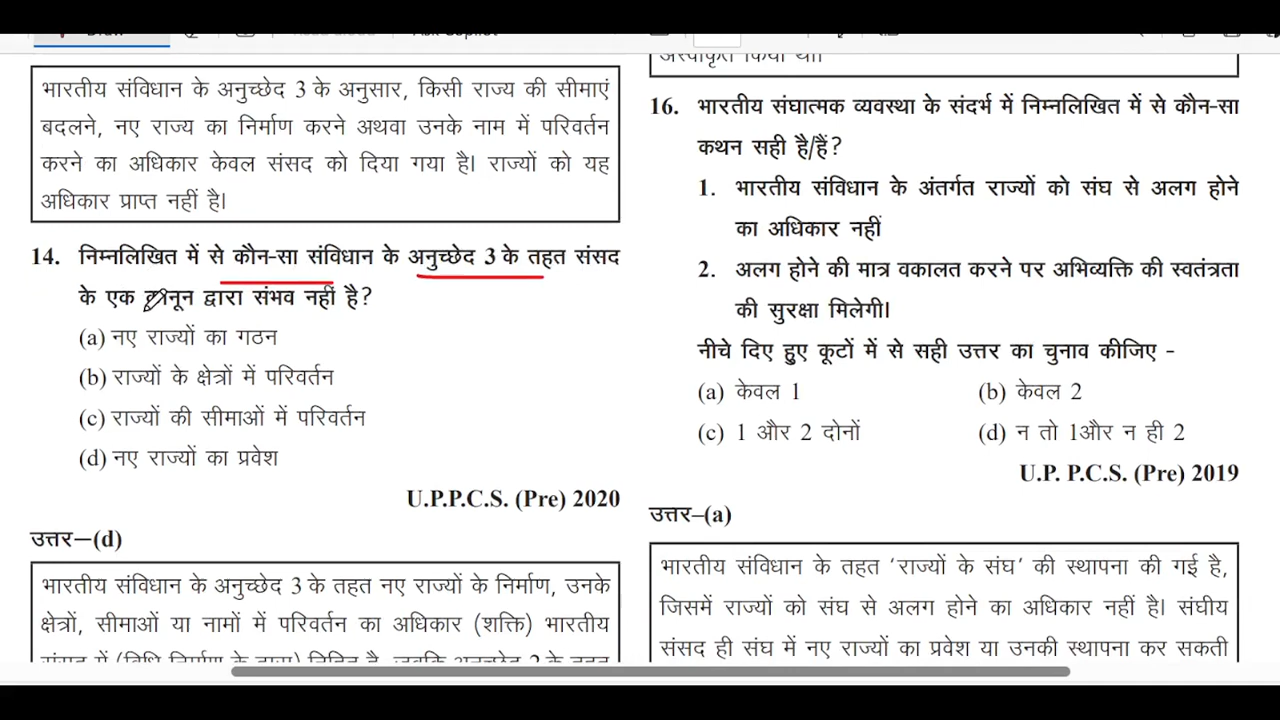 भारतीय संविधान के अनुच्छेद 3 के अनुसार, किसी राज्य की सीमाएं
बदलने, नए राज्य का निर्माण करने अथवा उनके नाम में परिवर्तन
करने का अधिकार केवल संसद को दिया गया है। राज्यों को यह
अधिकार प्राप्त नहीं है।
14. निम्नलिखित में से कौन-सा संविधान के अनुच्छेद 3 के तहत संसद
के एक कानून द्वारा संभव नहीं है?
(a) नए राज्यों का गठन
(b) राज्यों के क्षेत्रों में परिवर्तन
(c) राज्यों की सीमाओं में परिवर्तन
(d) नए राज्यों का प्रवेश
U.P.P.C.S. (Pre) 2020
उत्तर–(d)
भारतीय संविधान के अनुच्छेद 3 के तहत नए राज्यों के निर्माण, उनके
क्षेत्रों, सीमाओं या नामों में परिवर्तन का अधिकार (शक्ति) भारतीय
अस्वीकृत किया था।
16. भारतीय संघात्मक व्यवस्था के संदर्भ में निम्नलिखित में से कौन-सा
कथन सही है/हैं?
1. भारतीय संविधान के अंतर्गत राज्यों को संघ से अलग होने
का अधिकार नहीं
2. अलग होने की मात्र वकालत करने पर अभिव्यक्ति की स्वतंत्रता
की सुरक्षा मिलेगी।
नीचे दिए हुए कूटों में से सही उत्तर का चुनाव कीजिए -
(a) केवल 1 (b) केवल 2
(c) 1 और 2 दोनों (d) न तो 1और न ही 2
U.P. P.C.S. (Pre) 2019
उत्तर–(a)
भारतीय संविधान के तहत ‘राज्यों के संघ’ की स्थापना की गई है,
जिसमें राज्यों को संघ से अलग होने का अधिकार नहीं है। संघीय
संसद ही संघ में नए राज्यों का प्रवेश या उनकी स्थापना कर सकती